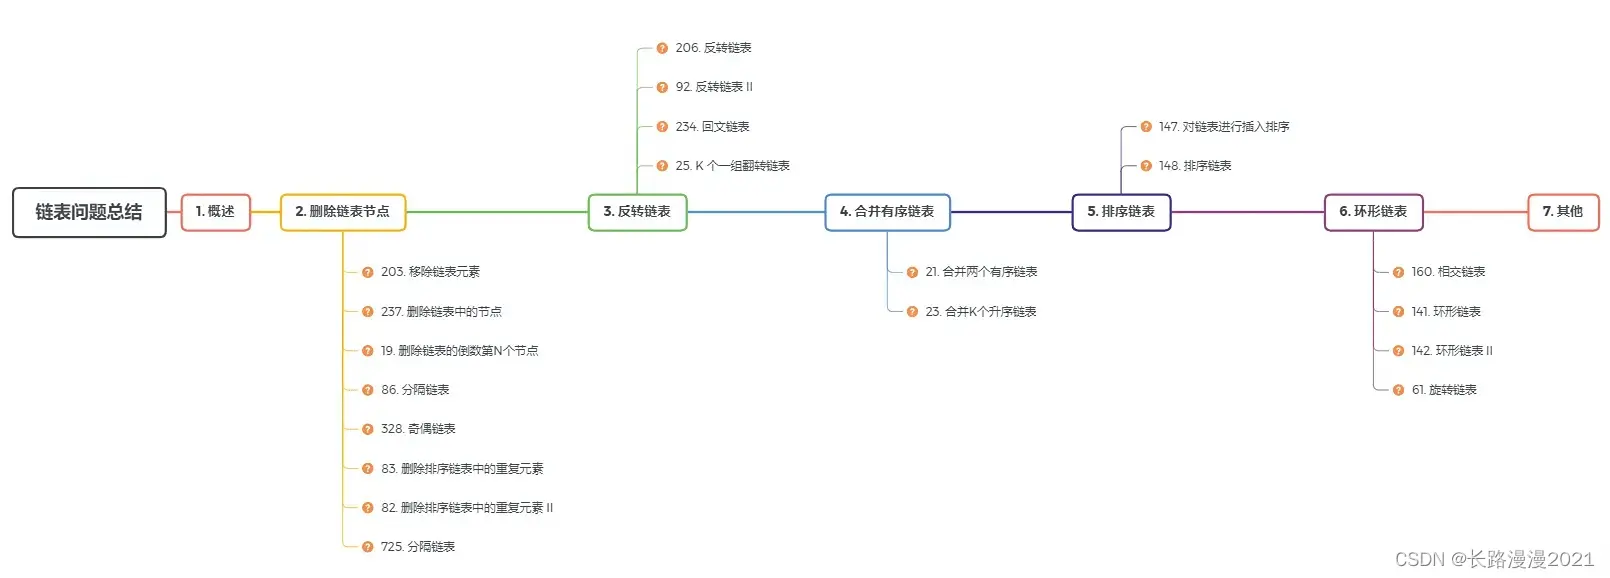 链表问题总结
1. 概述
2. 删除链表节点
203. 移除链表元素
237. 删除链表中的节点
19. 删除链表的倒数第N个节点
86. 分隔链表
328. 奇偶链表
83. 删除排序链表中的重复元素
82. 删除排序链表中的重复元素 II
725. 分隔链表
3. 反转链表
206. 反转链表
92. 反转链表 II
234. 回文链表
25. K 个一组翻转链表
4. 合并有序链表
21. 合并两个有序链表
23. 合并K个升序链表
5. 排序链表
147. 对链表进行插入排序
148. 排序链表
6. 环形链表
160. 相交链表
141. 环形链表
142. 环形链表 II
61. 旋转链表
7. 其他
CSDN @长路漫漫2021